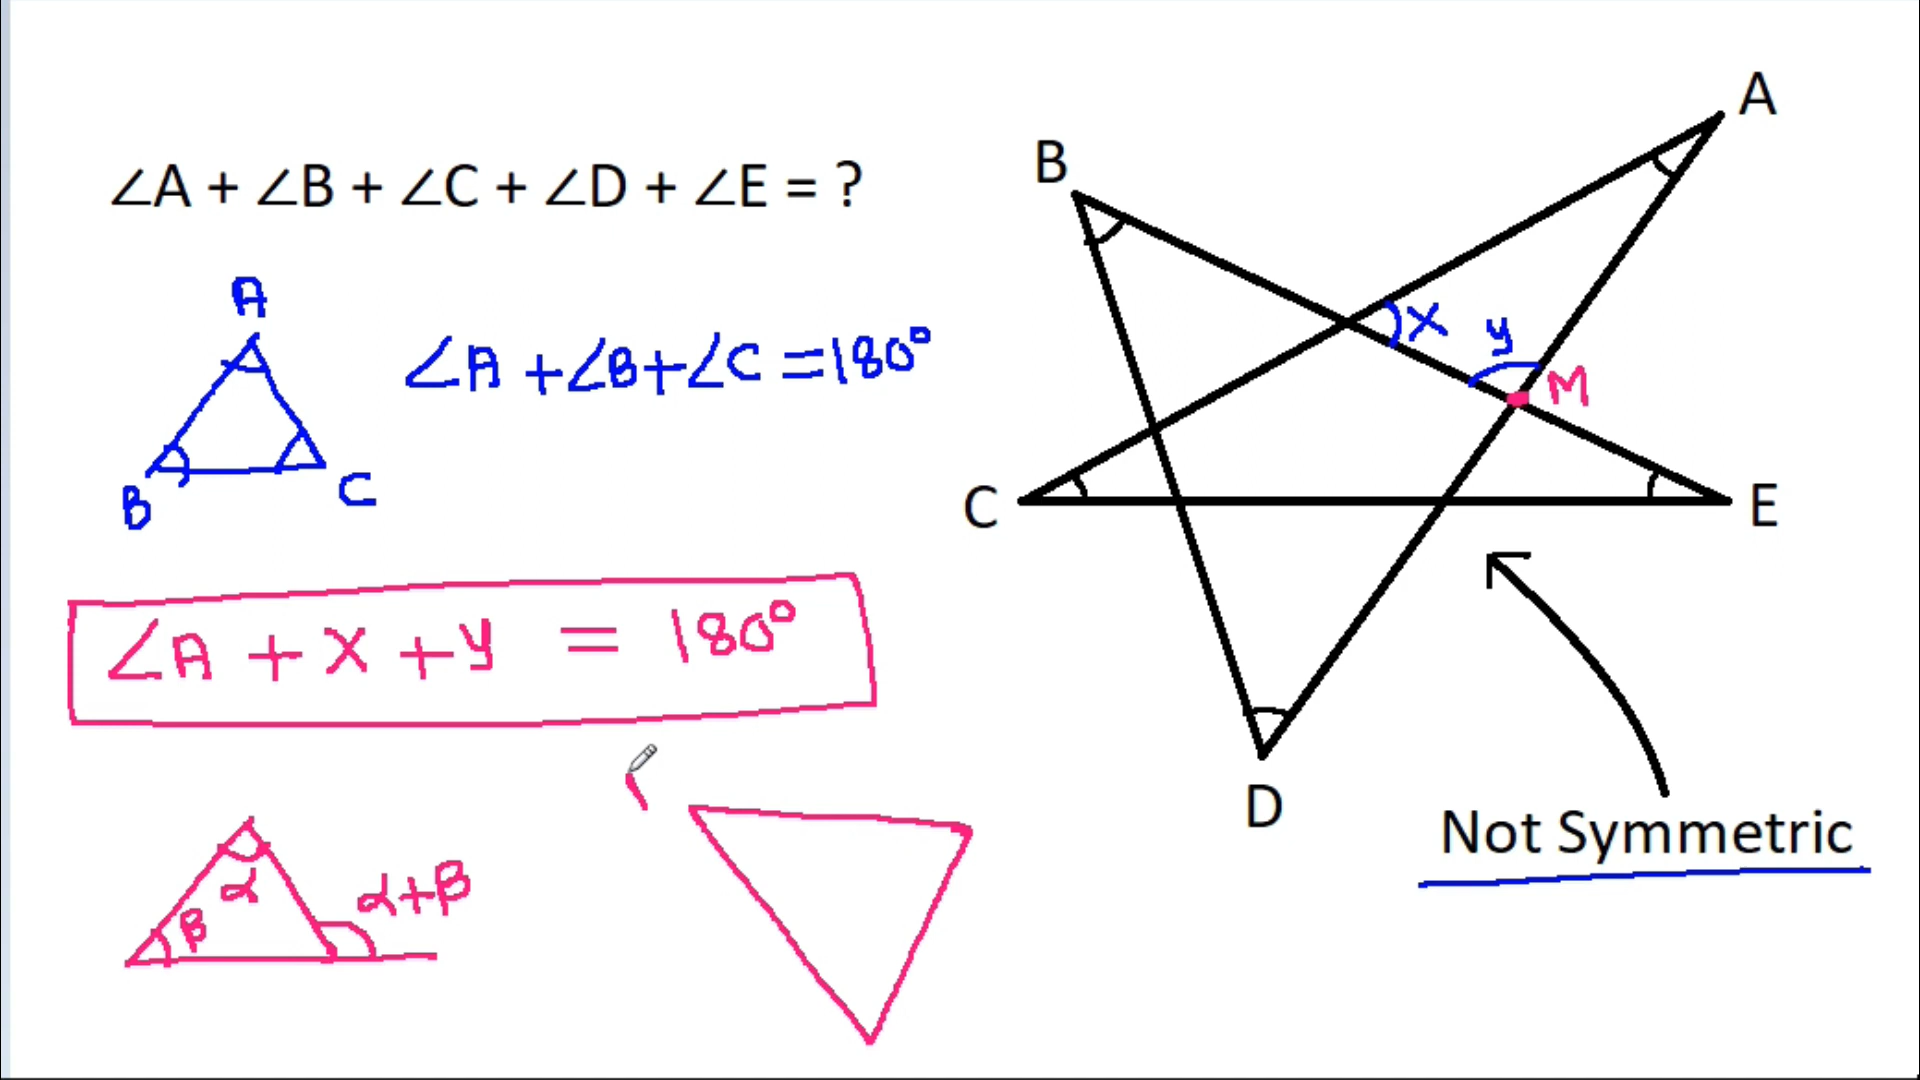 ∠A + ∠B + ∠C + ∠D + ∠E = ?
A
B
C
∠A + ∠B + ∠C = 180°
∠A + x + y = 180°
α
β
α+β
A
B
x
y
M
C
E
D
Not Symmetric